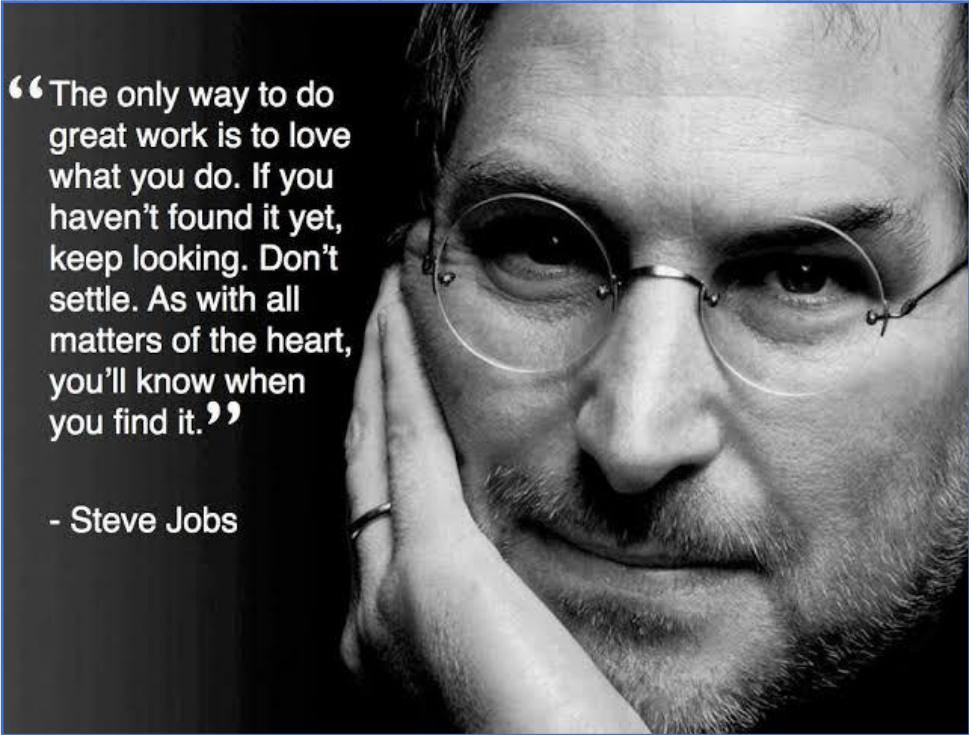 “The only way to do
great work is to love
what you do. If you
haven’t found it yet,
keep looking. Don’t
settle. As with all
matters of the heart,
you’ll know when
you find it.”
- Steve Jobs